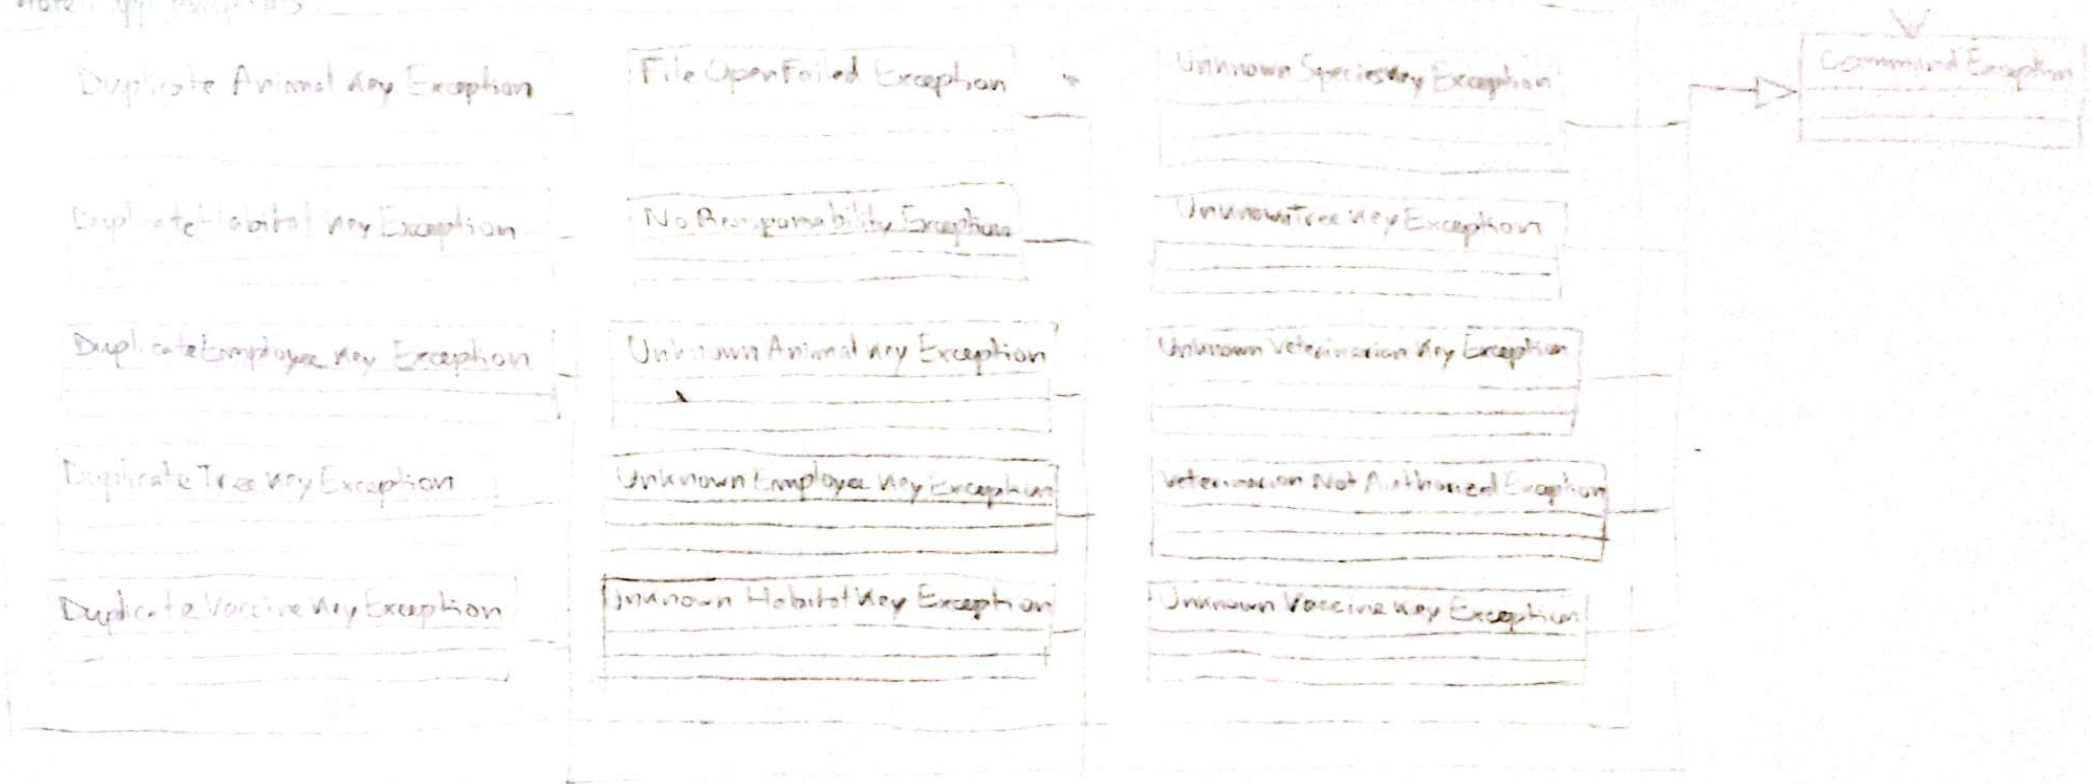 hote.app.exceptions
Duplicate Animal Key Exception
File Open Failed Exception
Unknown Species Key Exception
Command Exception
Duplicate Habitat Key Exception
No Responsability Exception
Unknown Tree Key Exception
Duplicate Employee Key Exception
Unknown Animal Key Exception
Unknown Veterinarian Key Exception
Duplicate Tree Key Exception
Unknown Employee Key Exception
Veterinarian Not Authorized Exception
Duplicate Vaccine Key Exception
Unknown Habitat Key Exception
Unknown Vaccine Key Exception